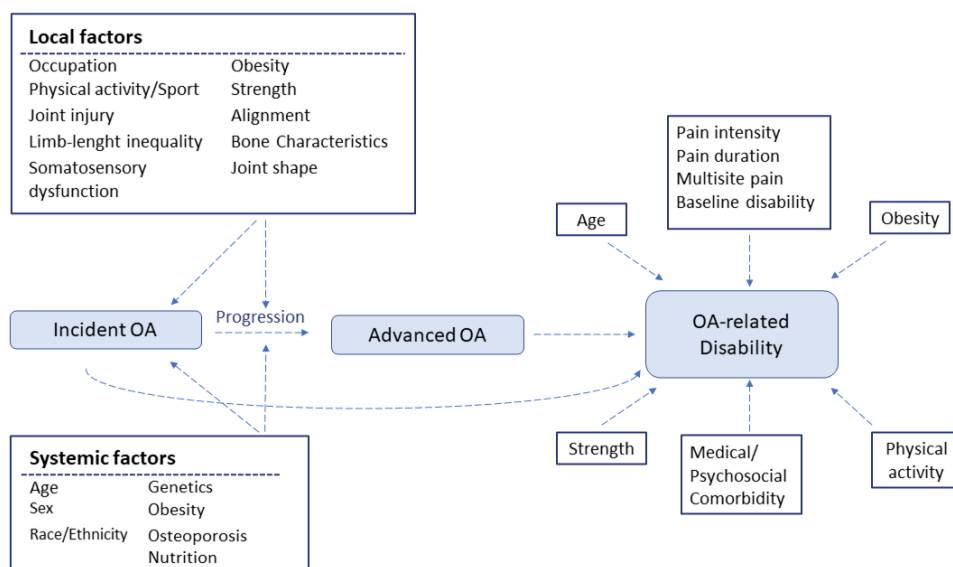 Local factors
Occupation
Physical activity/Sport
Joint injury
Limb-lenght inequality
Somatosensory
dysfunction
Obesity
Strength
Alignment
Bone Characteristics
Joint shape
Pain intensity
Pain duration
Multisite pain
Baseline disability
Age
Obesity
Incident OA
Progression
Advanced OA
OA-related
Disability
Strength
Medical/
Psychosocial
Comorbidity
Physical
activity
Systemic factors
Age
Sex
Race/Ethnicity
Genetics
Obesity
Osteoporosis
Nutrition